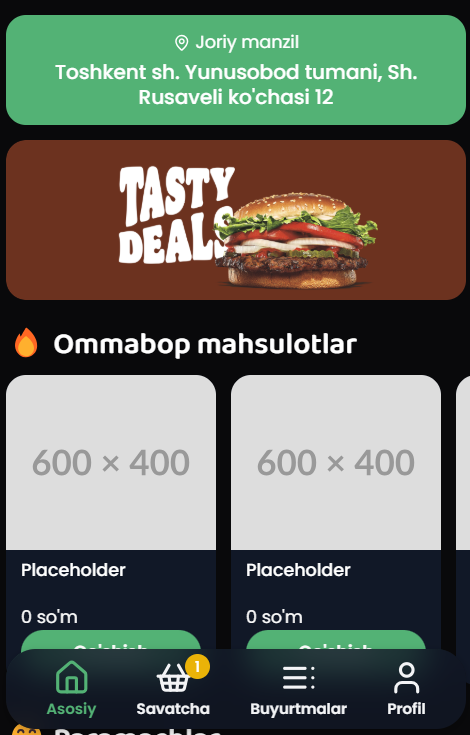 Joriy manzil
Toshkent sh. Yunusobod tumani, Sh.
Rusaveli ko'chasi 12
TASTY
DEALS
Ommabop mahsulotlar
600 × 400
600 × 400
Placeholder
Placeholder
0 so'm
0 so'm
1
Asosiy
Savatcha
Buyurtmalar
Profil